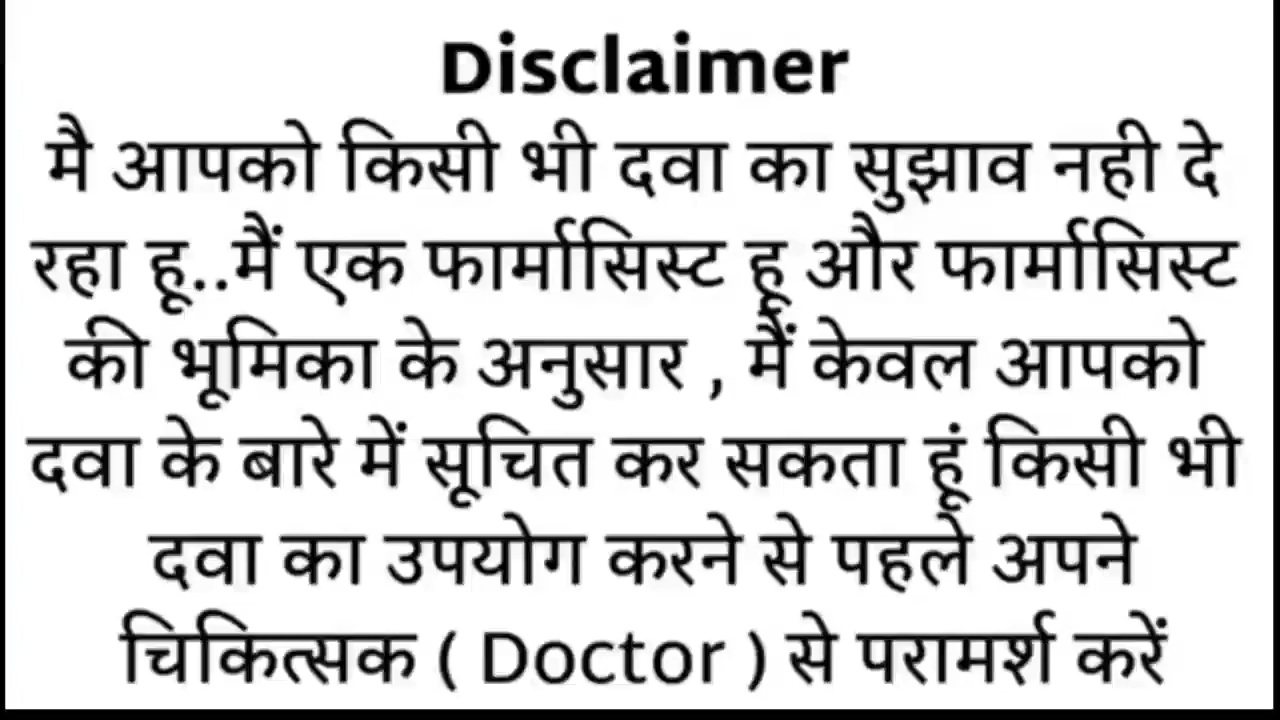 Disclaimer
मै आपको किसी भी दवा का सुझाव नही दे
रहा हू..मैं एक फार्मासिस्ट हू और फार्मासिस्ट
की भूमिका के अनुसार , मैं केवल आपको
दवा के बारे में सूचित कर सकता हूं किसी भी
दवा का उपयोग करने से पहले अपने
चिकित्सक ( Doctor ) से परामर्श करें